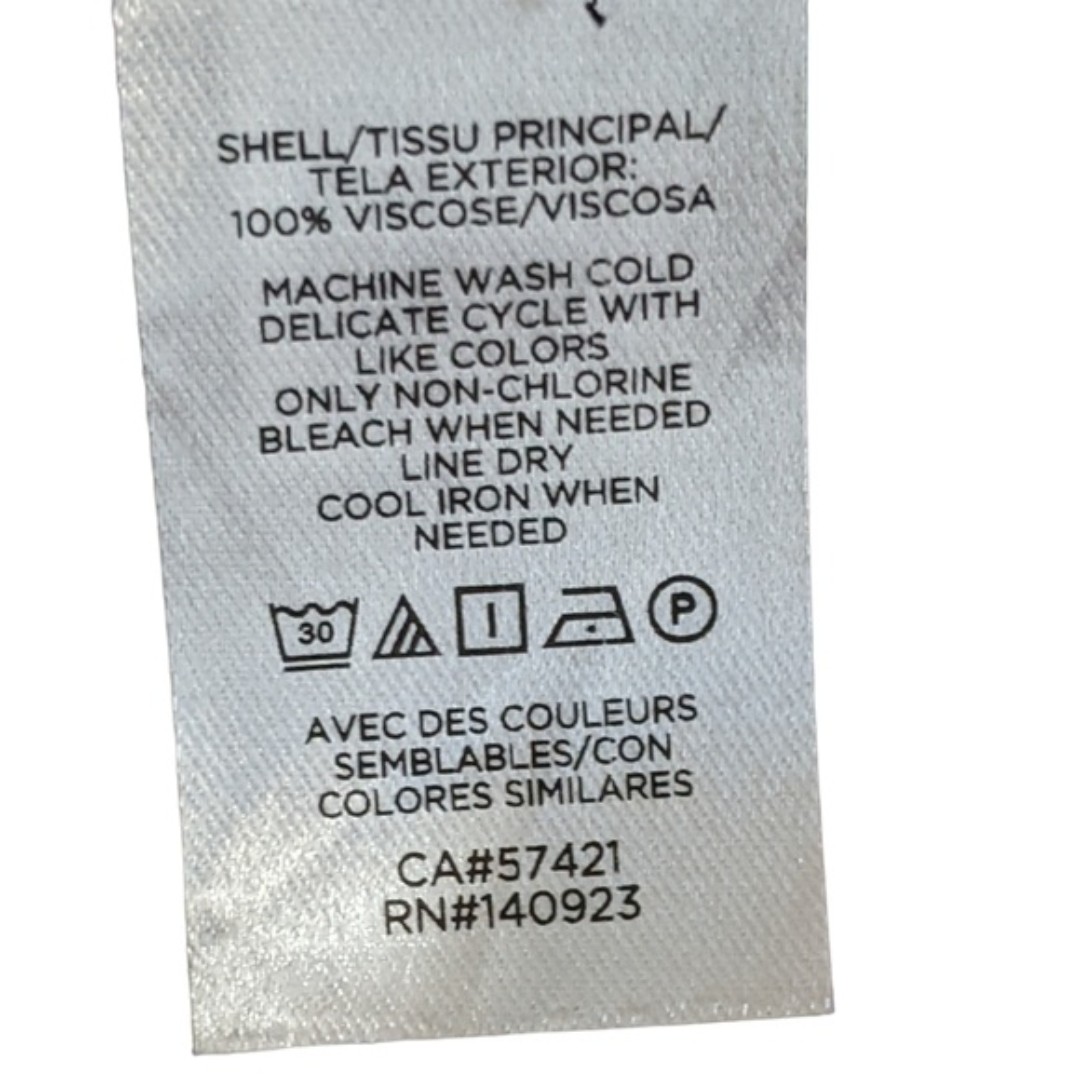 SHELL/TISSU PRINCIPAL/
TELA EXTERIOR:
100% VISCOSE/VISCOSA
MACHINE WASH COLD
DELICATE CYCLE WITH
LIKE COLORS
ONLY NON-CHLORINE
BLEACH WHEN NEEDED
LINE DRY
COOL IRON WHEN
NEEDED
30 P
AVEC DES COULEURS
SEMBLABLES/CON
COLORES SIMILARES
CA#57421
RN#140923